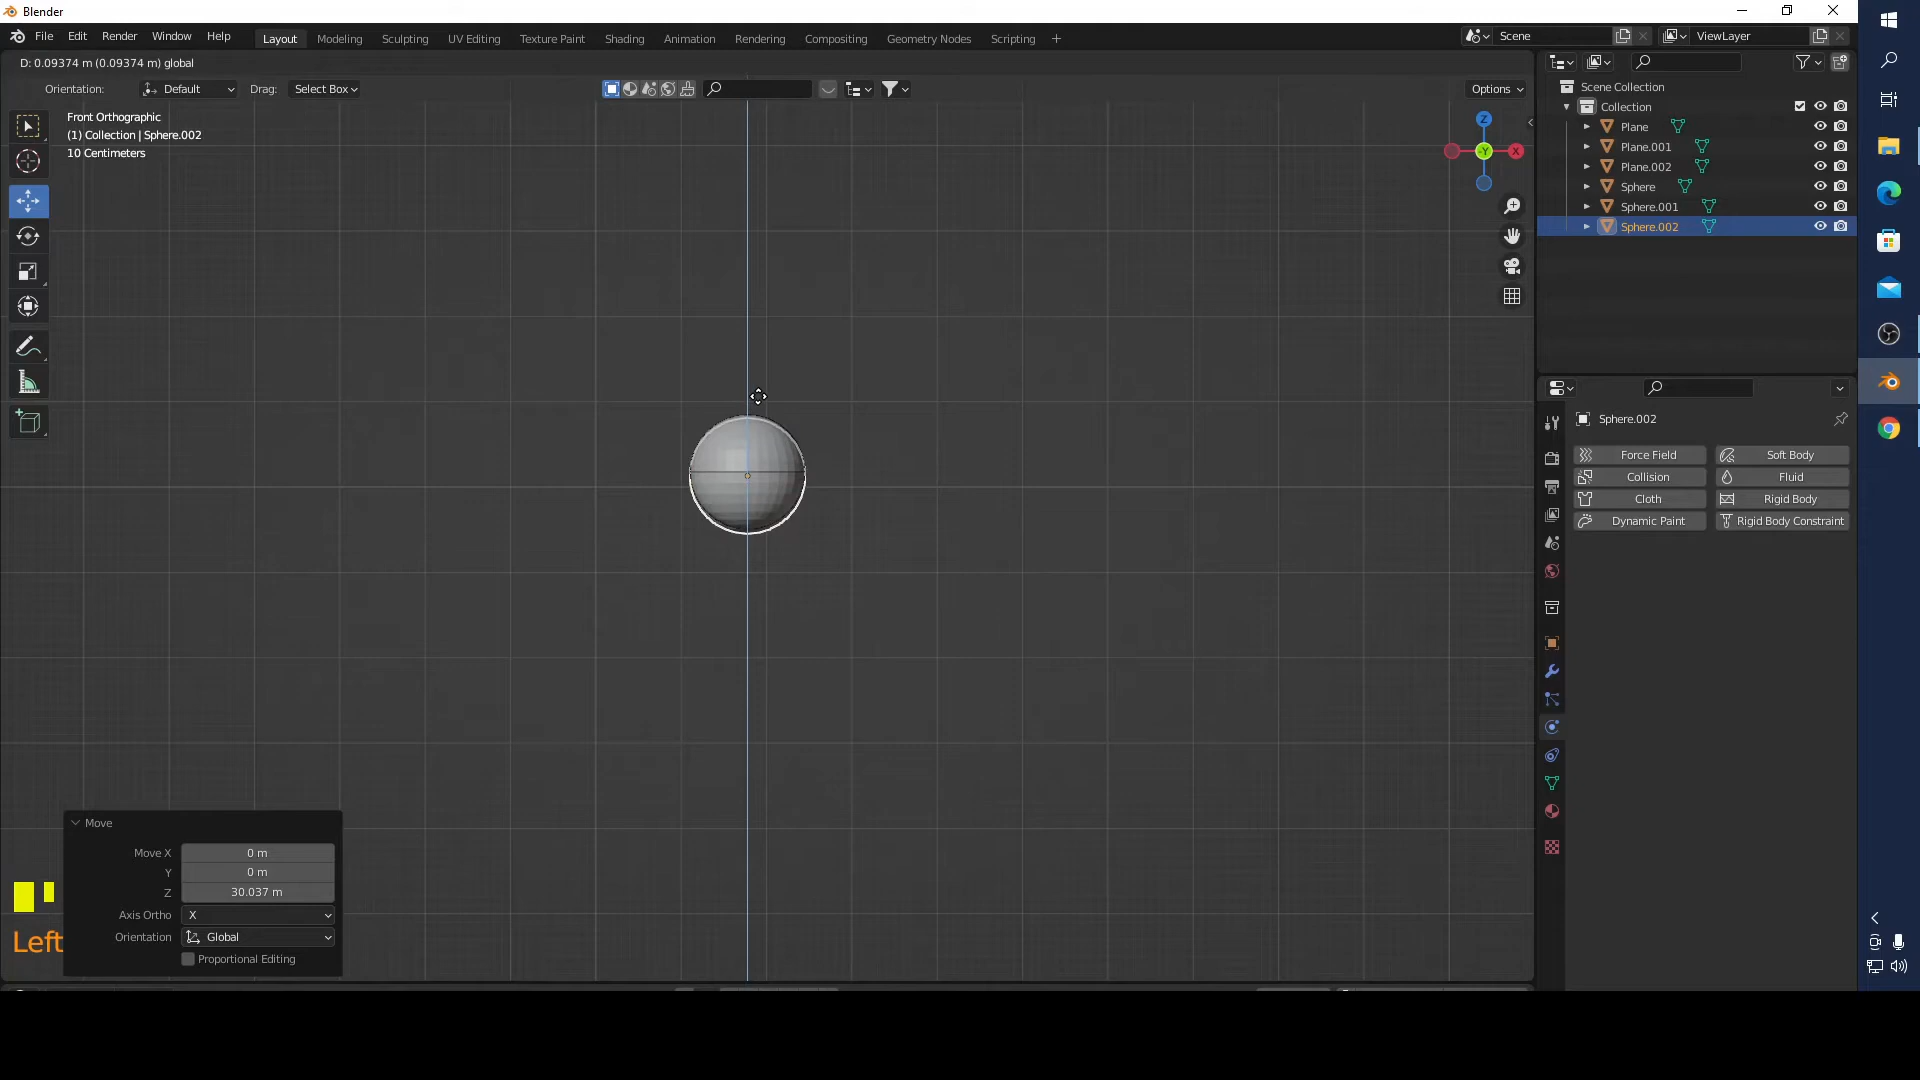 Blender
File Edit Render Window Help Layout Modeling Sculpting UV Editing Texture Paint Shading Animation Rendering Compositing Geometry Nodes Scripting + Scene ViewLayer
D: 0.09374 m (0.09374 m) global
Orientation: Default Drag: Select Box Options
Front Orthographic
(1) Collection | Sphere.002
10 Centimeters
Z
-Y
X
Scene Collection
Collection
Plane
Plane.001
Plane.002
Sphere
Sphere.001
Sphere.002
Sphere.002
Force Field Soft Body
Collision Fluid
Cloth Rigid Body
Dynamic Paint Rigid Body Constraint
Move
Move X 0 m
Y 0 m
Z 30.037 m
Axis Ortho X
Orientation Global
Proportional Editing
Left